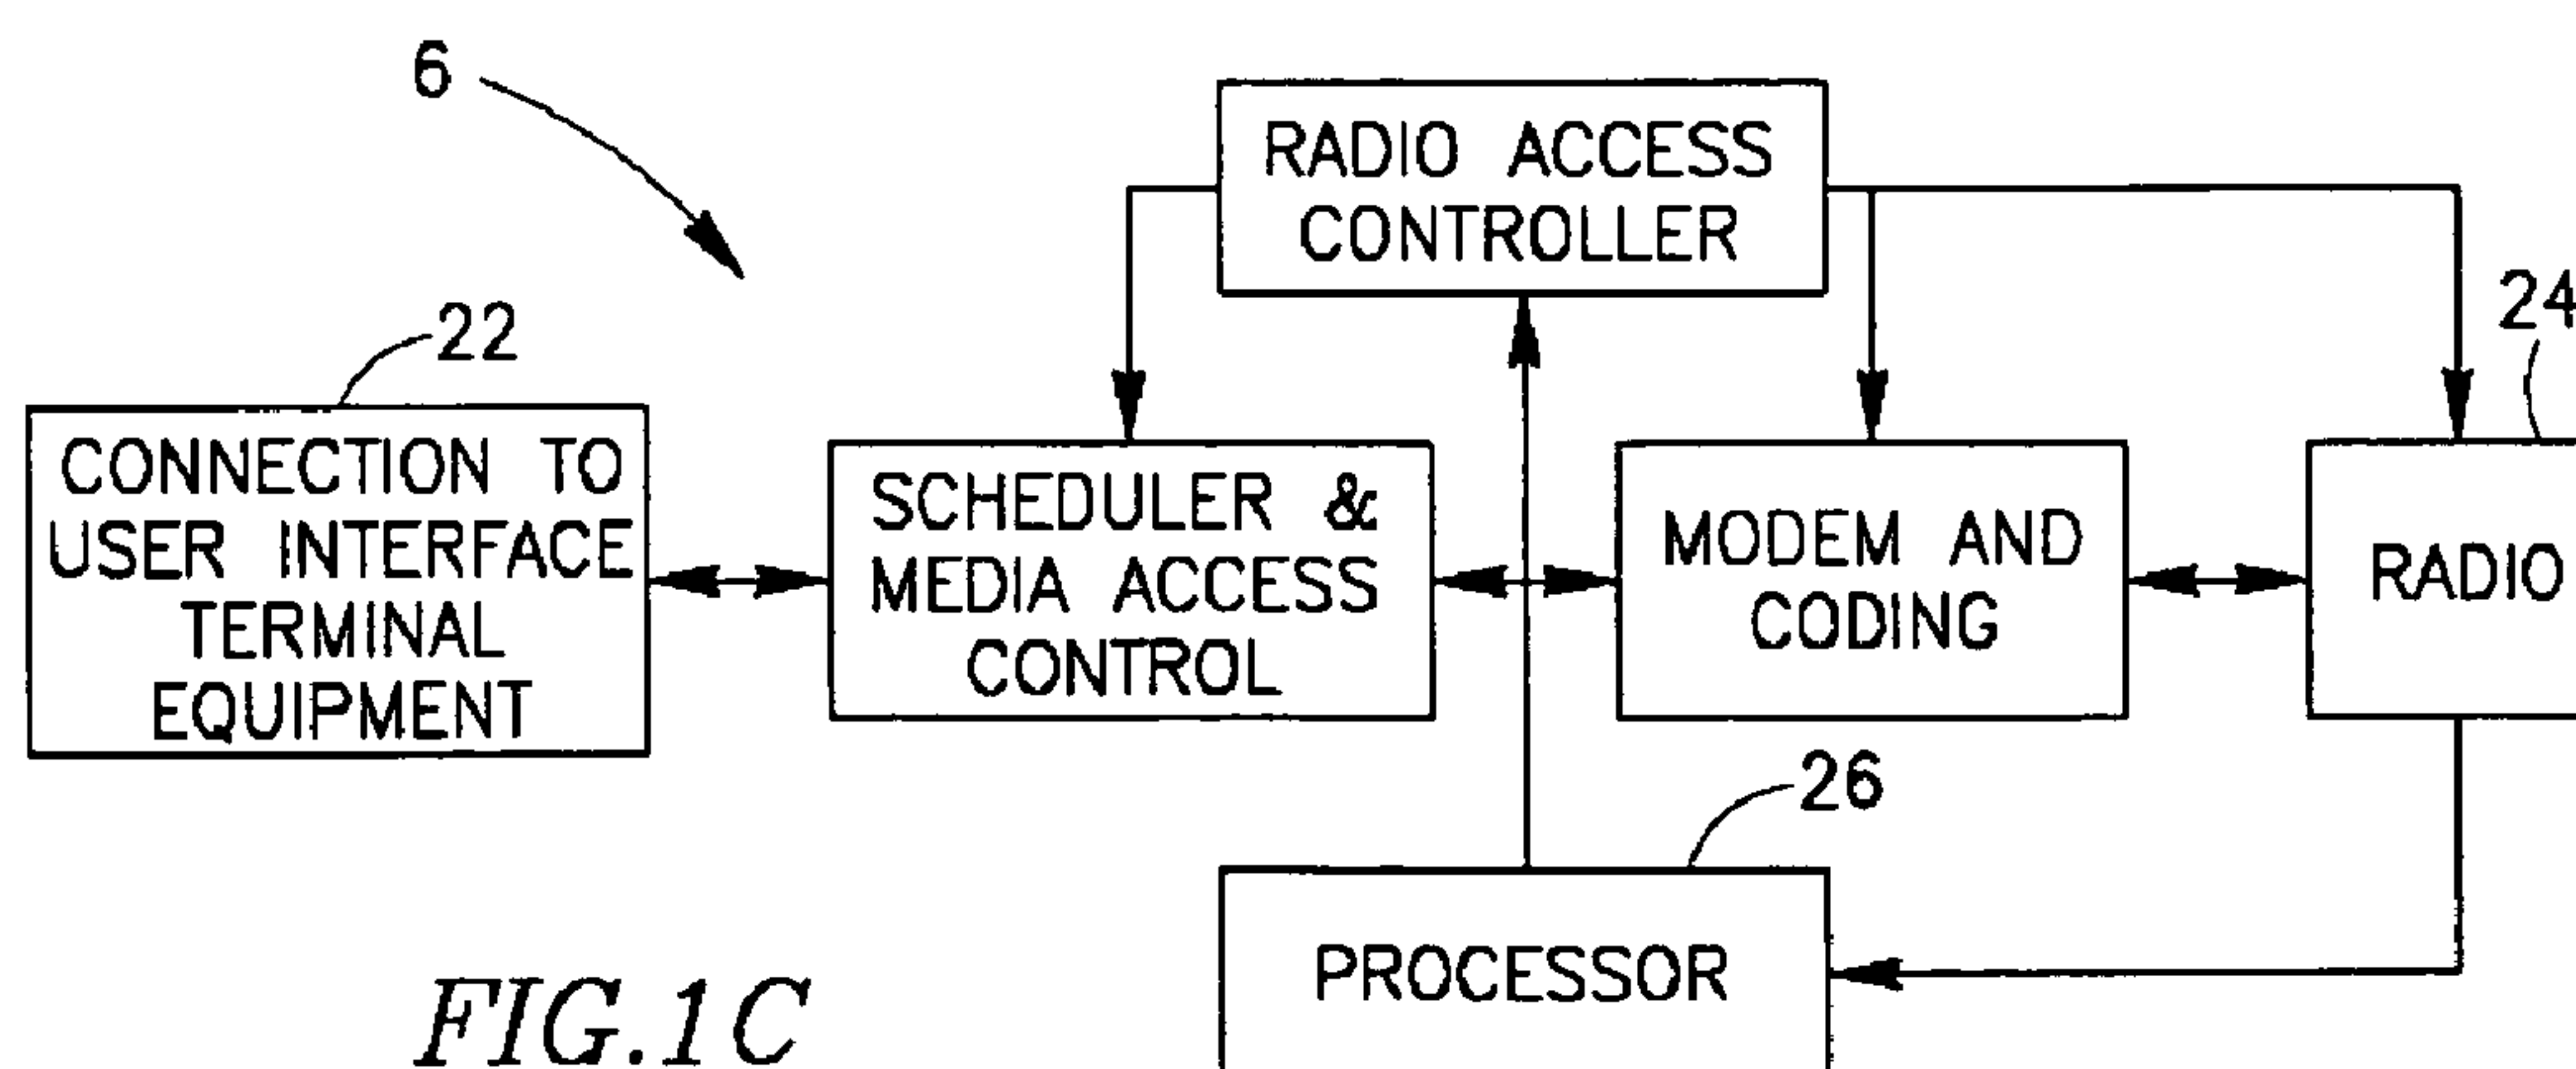 6
RADIO ACCESS
CONTROLLER
22
24
CONNECTION TO
USER INTERFACE
TERMINAL
EQUIPMENT
SCHEDULER &
MEDIA ACCESS
CONTROL
MODEM AND
CODING
RADIO
26
PROCESSOR
FIG.1C